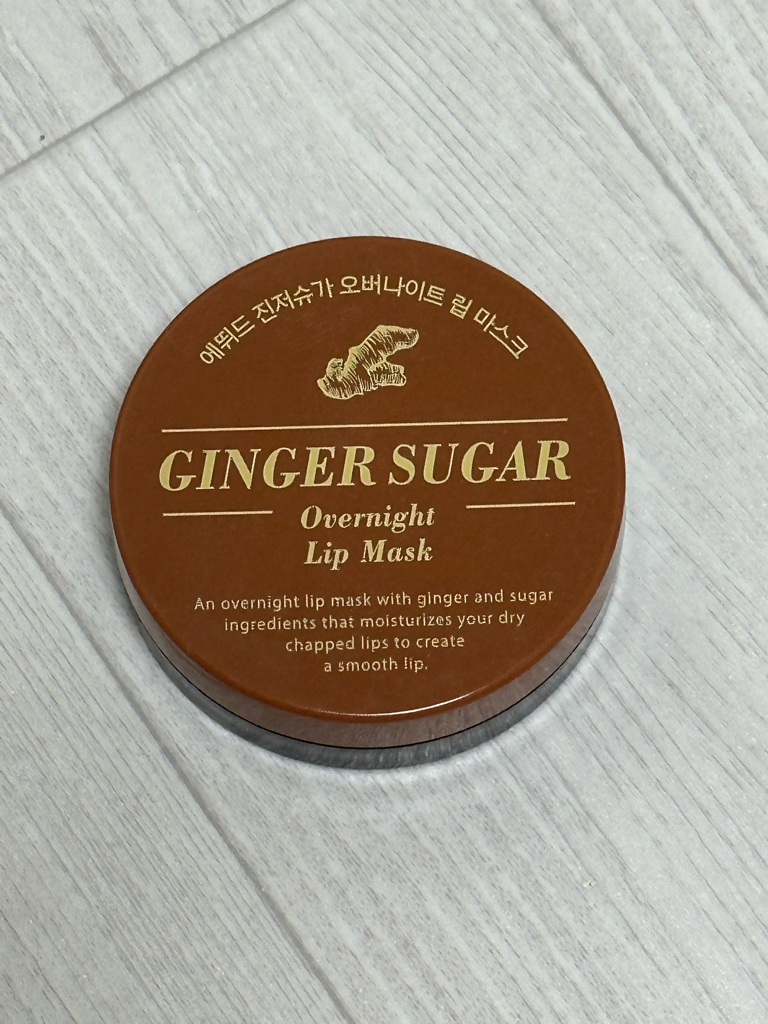 에뛰드 진저슈가 오버나이트 립 마스크
GINGER SUGAR
Overnight
Lip Mask
An overnight lip mask with ginger and sugar
ingredients that moisturizes your dry
chapped lips to create
a smooth lip.